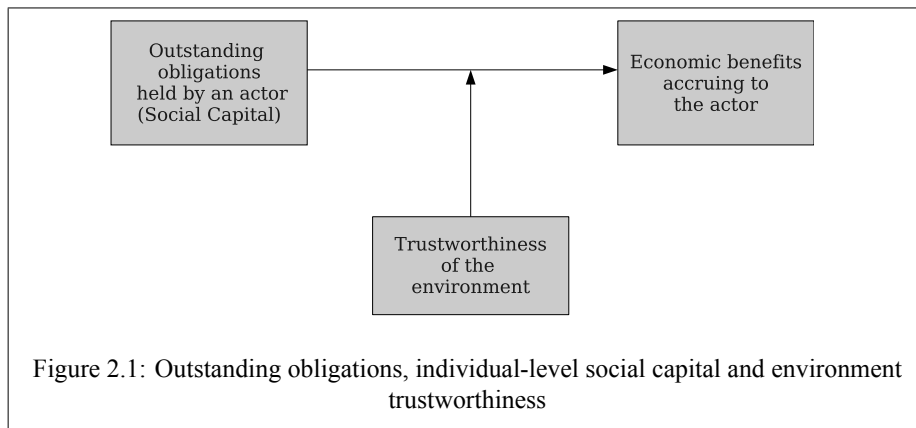 Outstanding
obligations
held by an actor
(Social Capital)
Economic benefits
accruing to
the actor
Trustworthiness
of the
environment
Figure 2.1: Outstanding obligations, individual-level social capital and environment
trustworthiness